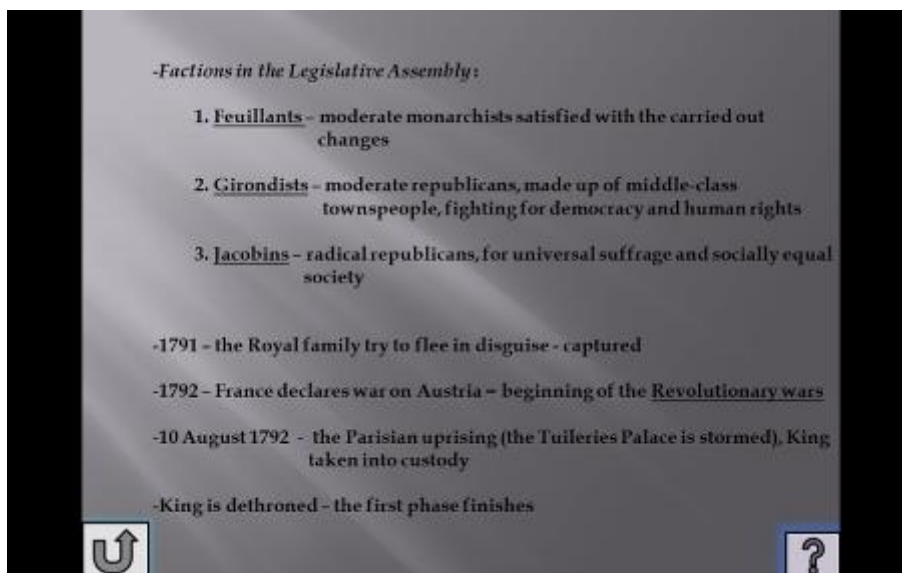 -Factions in the Legislative Assembly:
1. Feuillants – moderate monarchists satisfied with the carried out
changes
2. Girondists – moderate republicans, made up of middle-class
townspeople, fighting for democracy and human rights
3. Jacobins – radical republicans, for universal suffrage and socially equal
society
-1791 – the Royal family try to flee in disguise - captured
-1792 – France declares war on Austria – beginning of the Revolutionary wars
-10 August 1792 - the Parisian uprising (the Tuileries Palace is stormed), King
taken into custody
-King is dethroned – the first phase finishes
?